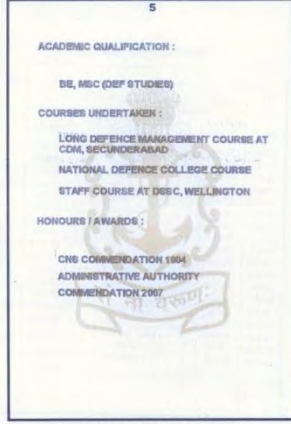 5
ACADEMIC QUALIFICATION :
BE, MSC (DEF STUDIES)
COURSES UNDERTAKEN :
LONG DEFENCE MANAGEMENT COURSE AT
CDM, SECUNDERABAD
NATIONAL DEFENCE COLLEGE COURSE
STAFF COURSE AT DSSC, WELLINGTON
HONOURS / AWARDS :
CNS COMMENDATION 1994
ADMINISTRATIVE AUTHORITY
COMMENDATION 2007
नो वरुणः